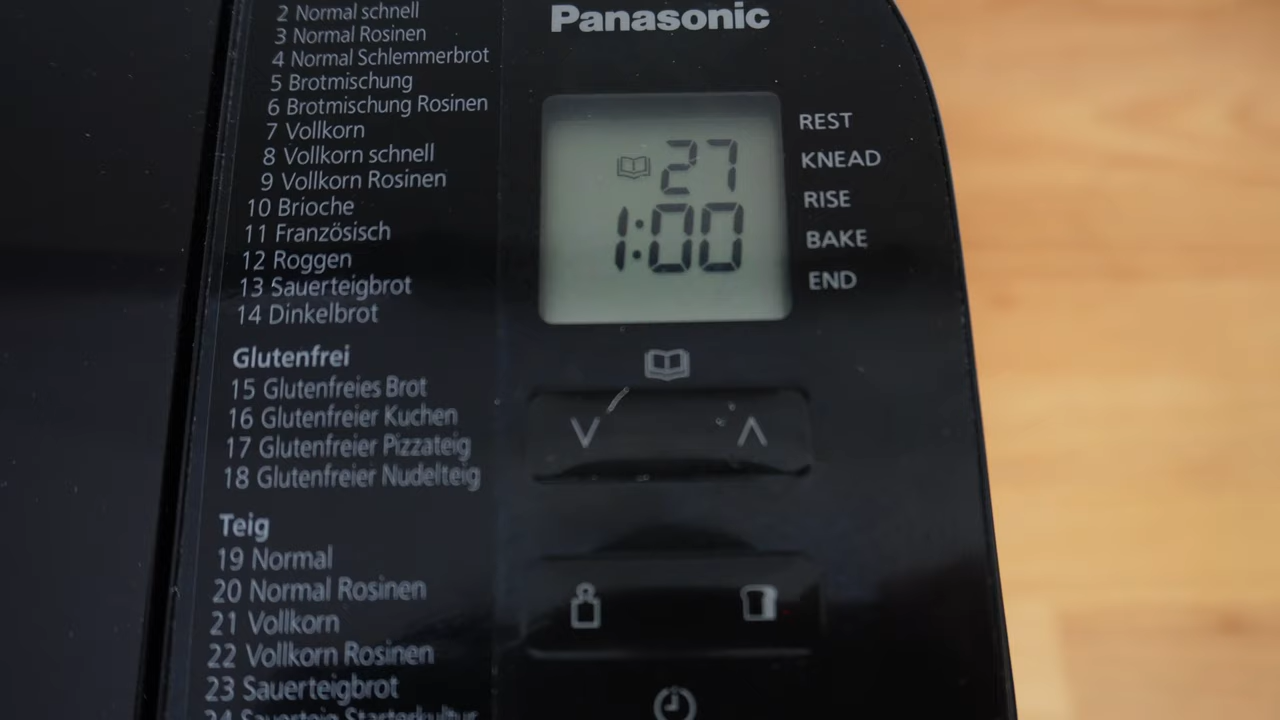 2 Normal schnell
3 Normal Rosinen
4 Normal Schlemmerbrot
5 Brotmischung
6 Brotmischung Rosinen
7 Vollkorn
8 Vollkorn schnell
9 Vollkorn Rosinen
10 Brioche
11 Französisch
12 Roggen
13 Sauerteigbrot
14 Dinkelbrot
Glutenfrei
15 Glutenfreies Brot
16 Glutenfreier Kuchen
17 Glutenfreier Pizzateig
18 Glutenfreier Nudelteig
Teig
19 Normal
20 Normal Rosinen
21 Vollkorn
22 Vollkorn Rosinen
23 Sauerteigbrot
24 Sauerteig Starterkultur
Panasonic
27
1:00
REST
KNEAD
RISE
BAKE
END